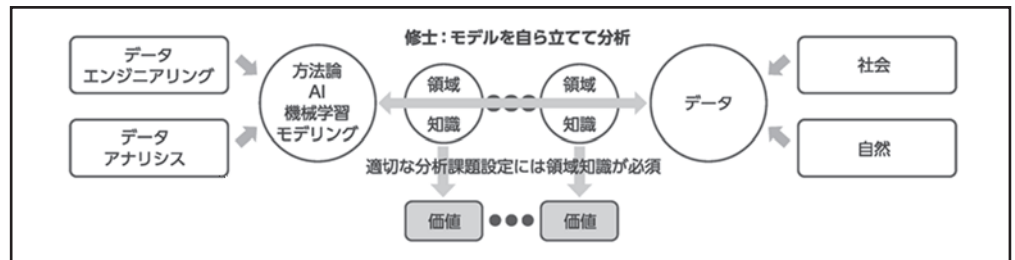 修士：モデルを自ら立てて分析
データ
エンジニアリング
データ
アナリシス
方法論
AI
機械学習
モデリング
領域
知識
領域
知識
データ
社会
自然
適切な分析課題設定には領域知識が必須
価値
価値